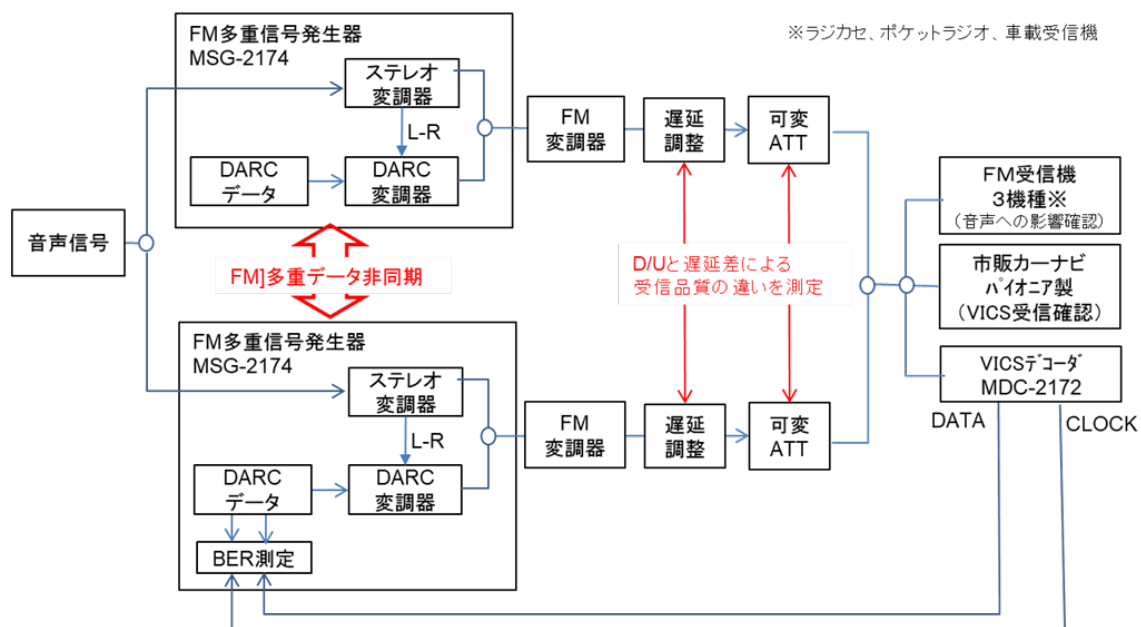 FM多重信号発生器
MSG-2174
※ラジカセ、ポケットラジオ、車載受信機
ステレオ
変調器
L-R
DARC
データ
DARC
変調器
FM
変調器
遅延
調整
可変
ATT
音声信号
FM]多重データ非同期
D/Uと遅延差による
受信品質の違いを測定
FM受信機
3機種※
(音声への影響確認)
市販カーナビ
パイオニア製
(VICS受信確認)
VICSデコーダ
MDC-2172
DATA
CLOCK
FM多重信号発生器
MSG-2174
ステレオ
変調器
L-R
DARC
データ
DARC
変調器
FM
変調器
遅延
調整
可変
ATT
BER測定